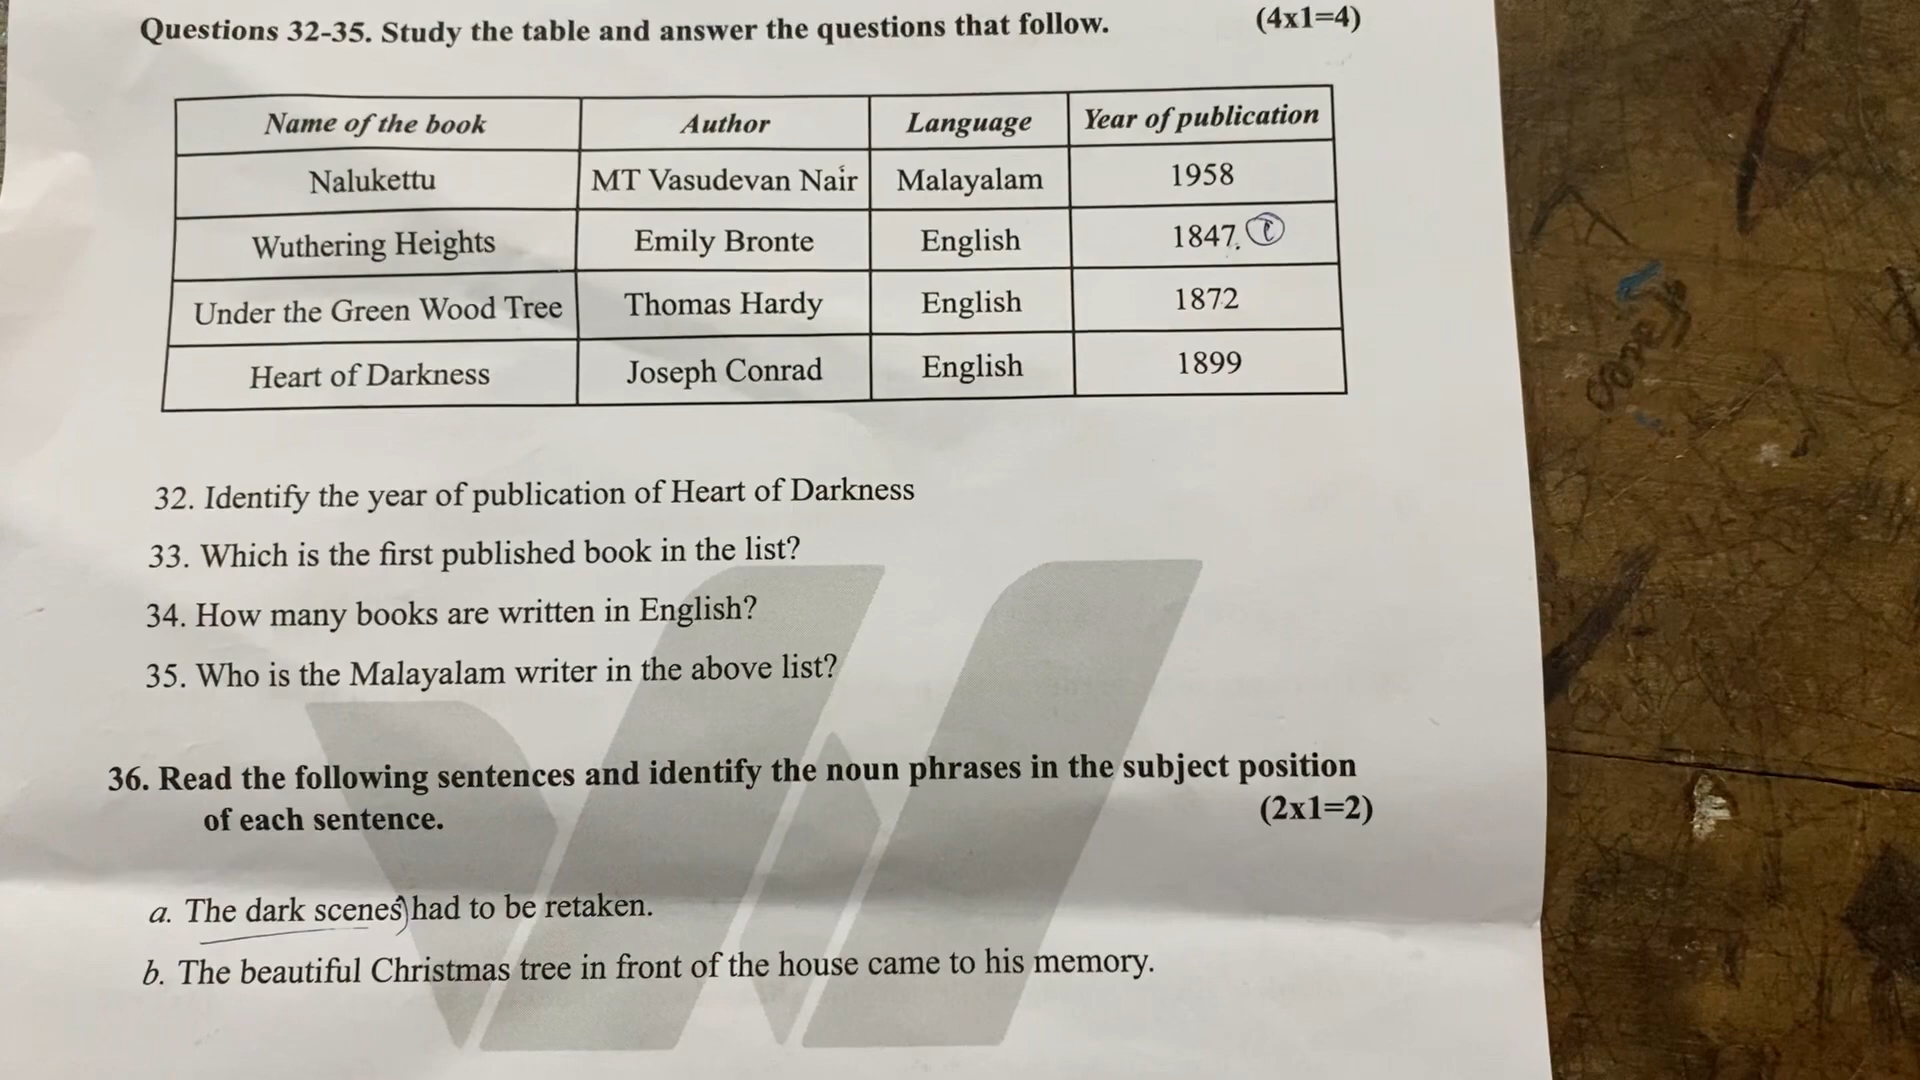 Questions 32-35. Study the table and answer the questions that follow. (4x1=4)
Name of the book Author Language Year of publication
Nalukettu MT Vasudevan Nair Malayalam 1958
Wuthering Heights Emily Bronte English 1847.
Under the Green Wood Tree Thomas Hardy English 1872
Heart of Darkness Joseph Conrad English 1899
32. Identify the year of publication of Heart of Darkness
33. Which is the first published book in the list?
34. How many books are written in English?
35. Who is the Malayalam writer in the above list?
36. Read the following sentences and identify the noun phrases in the subject position
of each sentence. (2x1=2)
a. The dark scenes had to be retaken.
b. The beautiful Christmas tree in front of the house came to his memory.